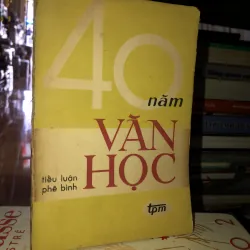 40
năm
VĂN
HỌC
tiểu luận
phê bình
tpm